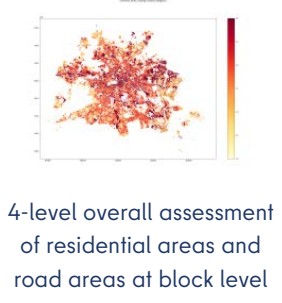 4-level overall assessment
of residential areas and
road areas at block level